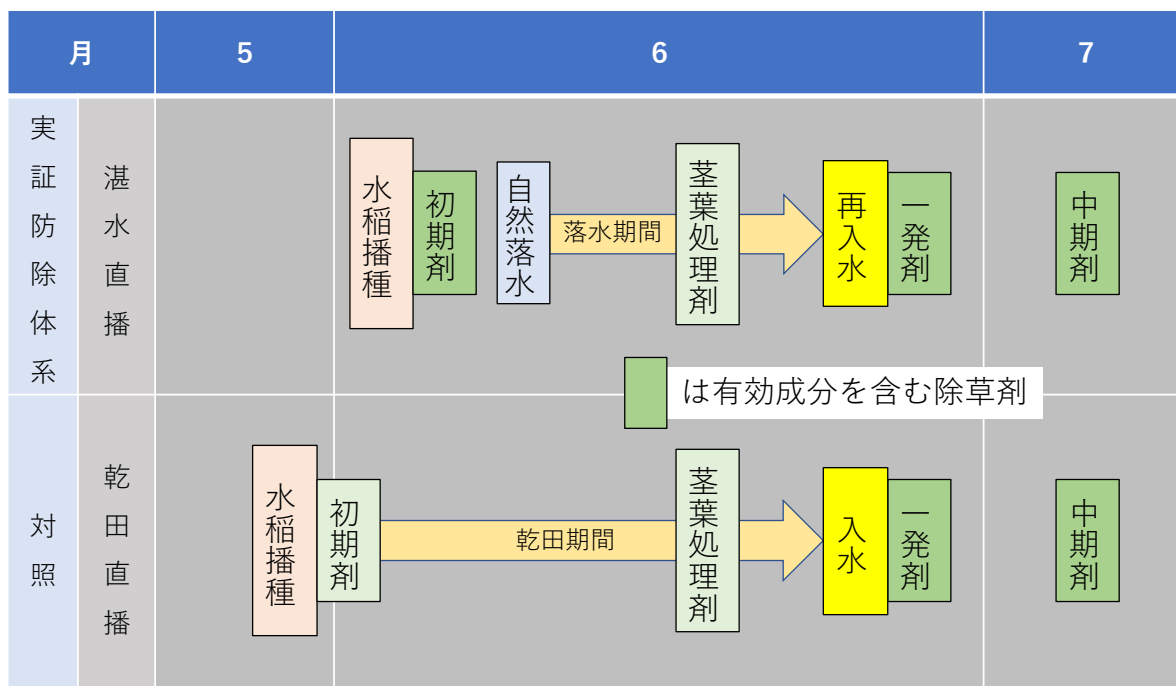 月
5
6
7
実証防除体系
湛水直播
水稲播種
初期剤
自然落水
落水期間
茎葉処理剤
再入水
一発剤
中期剤
は有効成分を含む除草剤
対照
乾田直播
水稲播種
初期剤
乾田期間
茎葉処理剤
入水
一発剤
中期剤